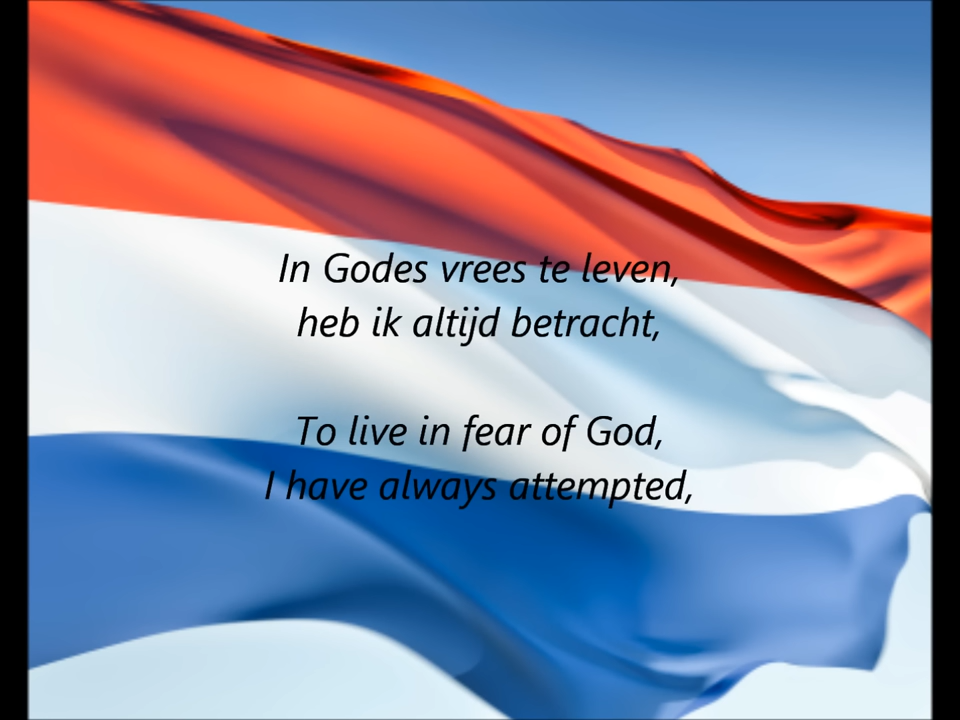 In Godes vrees te leven,
heb ik altijd betracht,
To live in fear of God,
I have always attempted,